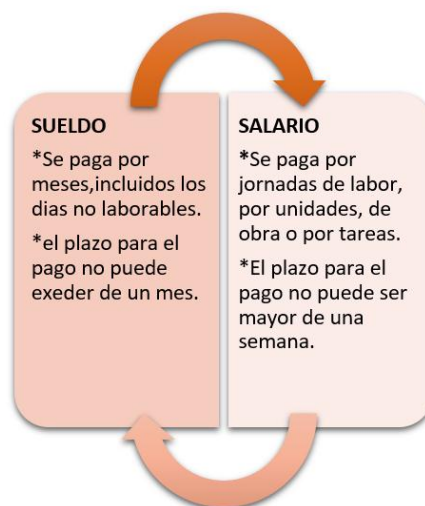 SUELDO
*Se paga por
meses,incluidos los
dias no laborables.
*el plazo para el
pago no puede
exeder de un mes.
SALARIO
*Se paga por
jornadas de labor,
por unidades, de
obra o por tareas.
*El plazo para el
pago no puede ser
mayor de una
semana.